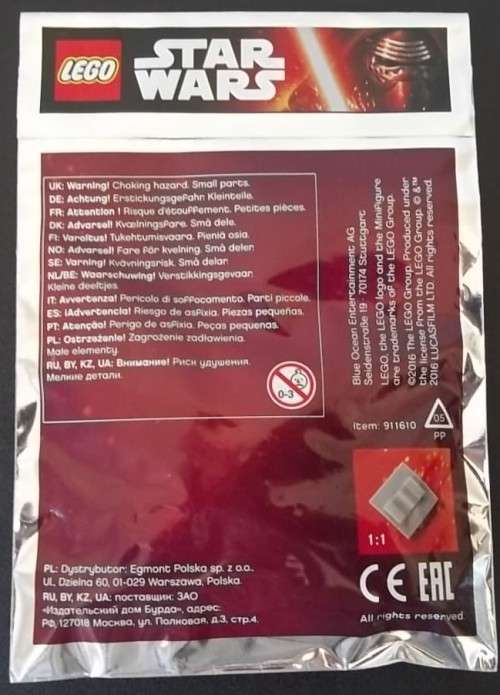 LEGO
STAR
WARS
UK: Warning! Choking hazard. Small parts.
DE: Achtung! Erstickungsgefahr. Kleinteile.
FR: Attention ! Risque d'étouffement. Petites pièces.
DK: Advarsel! Kvælningsfare. Små dele.
FI: Varoitus! Tukehtumisvaara. Pieniä osia.
NO: Advarsel! Fare for kvelning. Små deler.
SE: Varning! Kvävningsrisk. Små delar.
NL/BE: Waarschuwing! Verstikkingsgevaar.
Kleine deeltjes.
IT: Avvertenza! Pericolo di soffocamento. Parti piccole.
ES: ¡Advertencia! Riesgo de asfixia. Piezas pequeñas.
PT: Atenção! Perigo de asfixia. Peças pequenas.
PL: Ostrzeżenie! Zagrożenie zadławienia.
Małe elementy.
RU, BY, KZ, UA: Внимание! Риск удушения.
Мелкие детали.
0-3
Blue Ocean Entertainment AG
Seidenstraße 19 · 70174 Stuttgart
LEGO, the LEGO logo and the Minifigure
are trademarks of the LEGO Group.
©2016 The LEGO Group. Produced under
the license from the LEGO Group. © & ™
2016 LUCASFILM LTD. All rights reserved.
Item: 911610
05
PP
1:1
PL: Dystrybutor: Egmont Polska sp. z o.o.,
Ul. Dzielna 60, 01-029 Warszawa, Polska.
RU, BY, KZ, UA: поставщик: ЗАО
«Издательский дом Бурда», адрес:
РФ, 127018 Москва, ул. Полковая, д.3, стр.4.
CE EAC
All rights reserved.